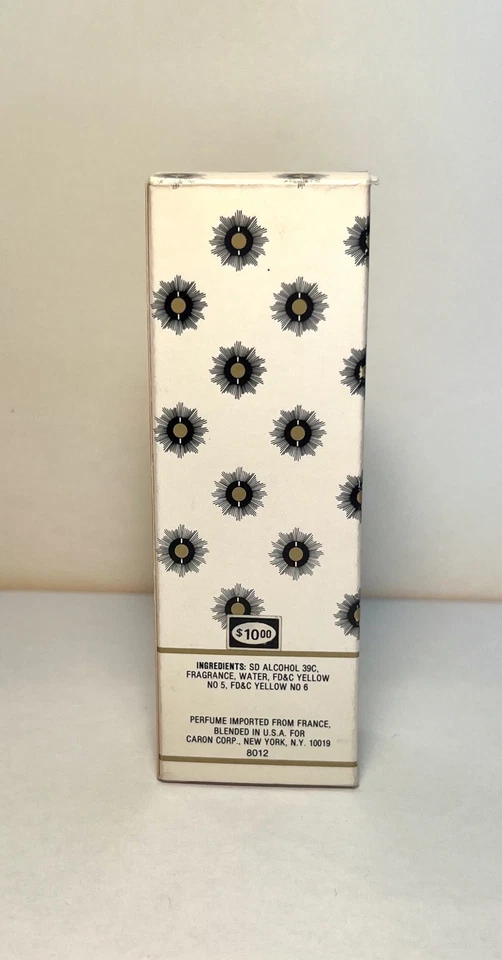 $10.00
INGREDIENTS: SD ALCOHOL 39C,
FRAGRANCE, WATER, FD&C YELLOW
NO 5, FD&C YELLOW NO 6
PERFUME IMPORTED FROM FRANCE,
BLENDED IN U.S.A. FOR
CARON CORP., NEW YORK, N.Y. 10019
8012